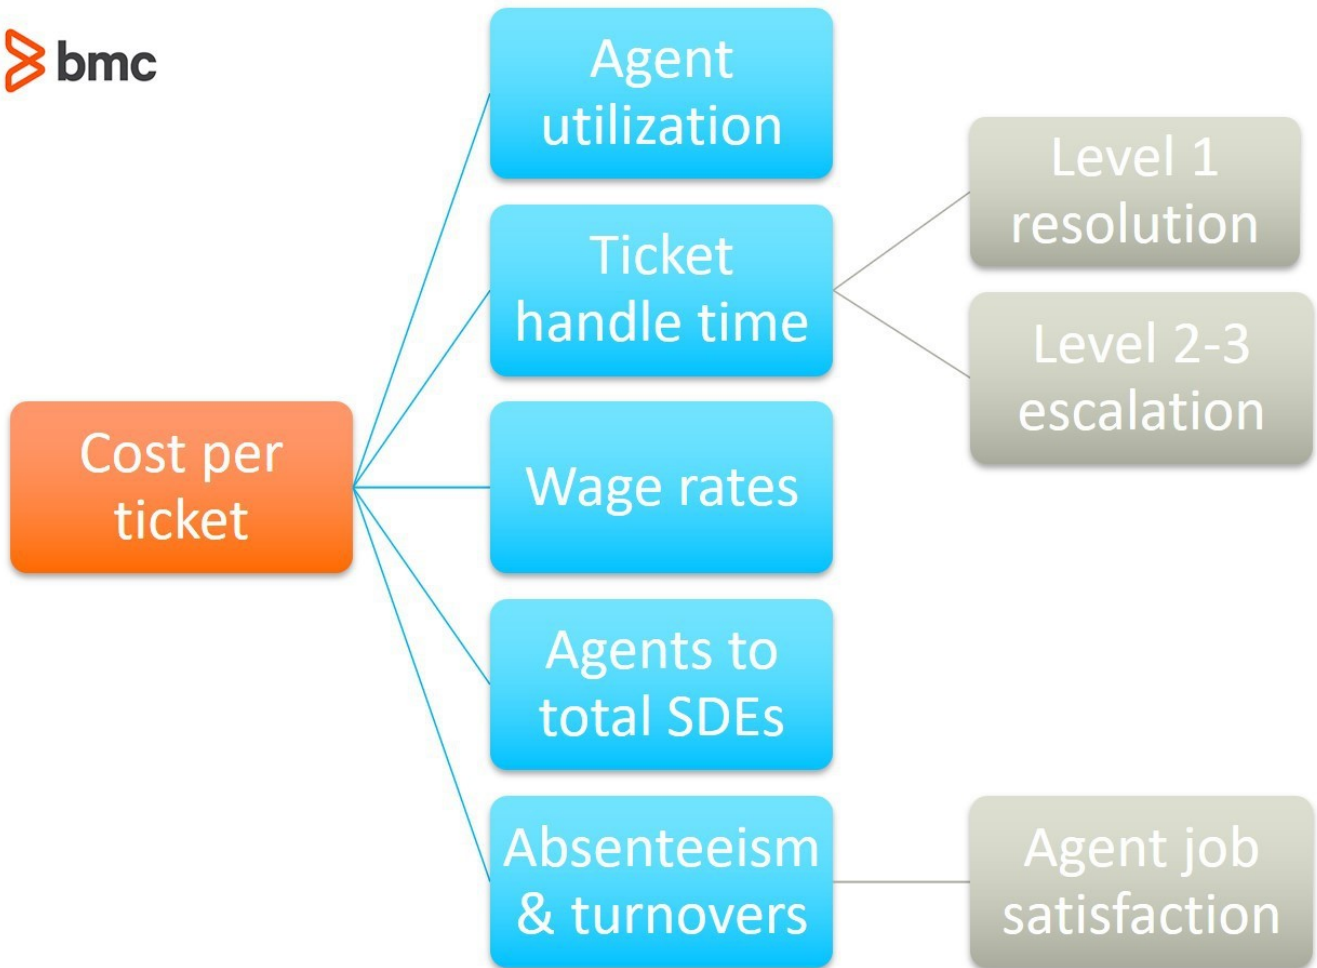 bmc
Agent
utilization
Level 1
resolution
Ticket
handle time
Level 2-3
escalation
Cost per
ticket
Wage rates
Agents to
total SDEs
Absenteeism
& turnovers
Agent job
satisfaction